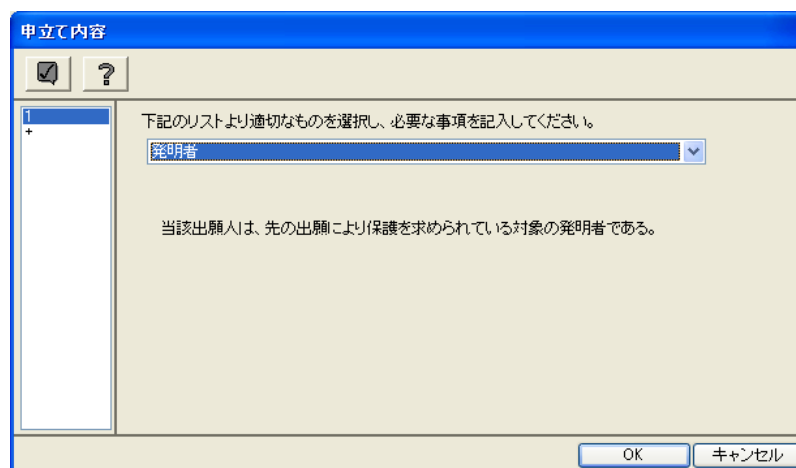 申立て内容
?
1
+
下記のリストより適切なものを選択し、必要な事項を記入してください。
発明者
当該出願人は、先の出願により保護を求められている対象の発明者である。
OK キャンセル